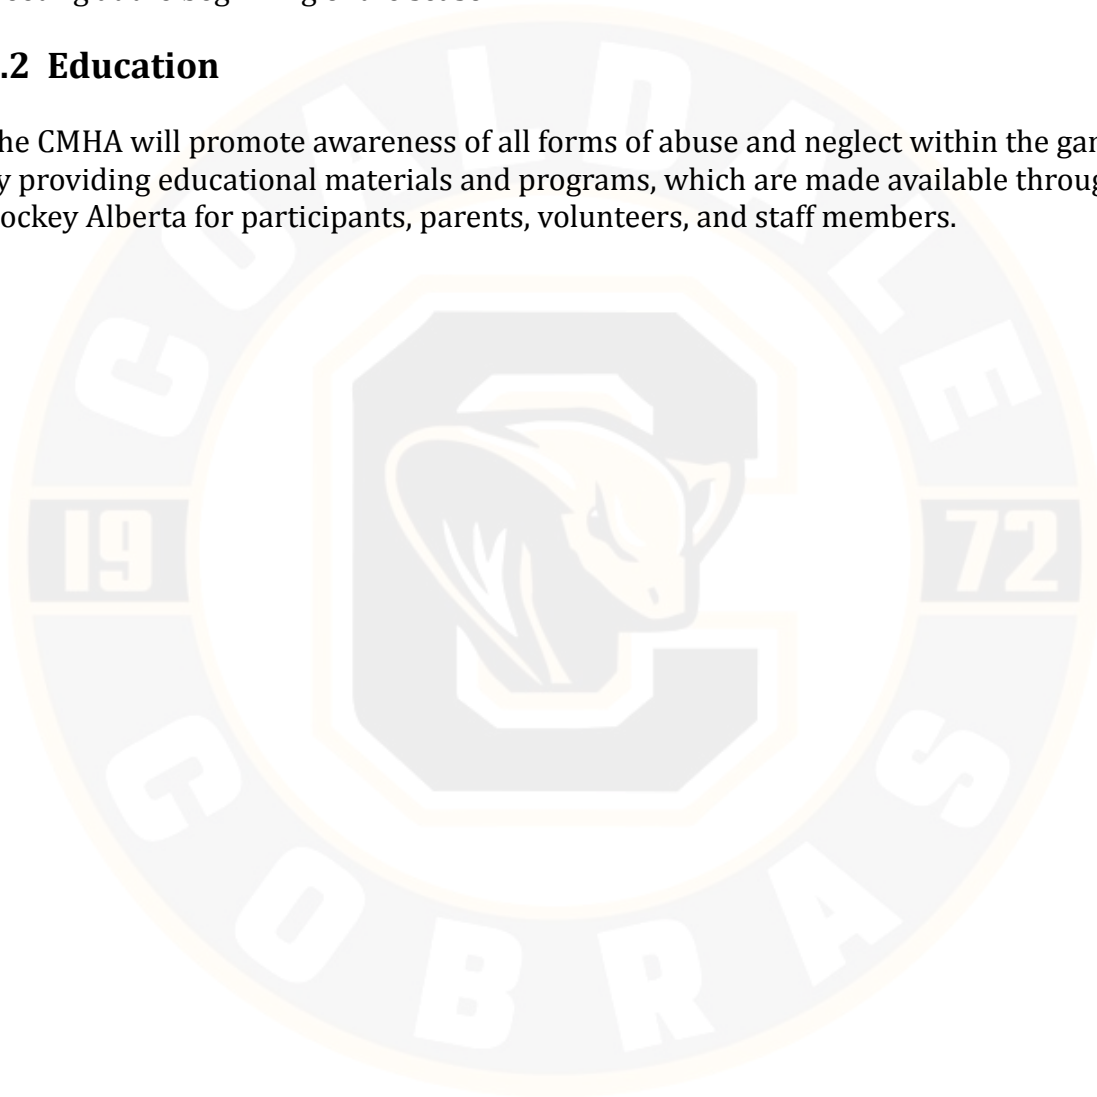 .2 Education
he CMHA will promote awareness of all forms of abuse and neglect within the gar
y providing educational materials and programs, which are made available throug
ockey Alberta for participants, parents, volunteers, and staff members.
COALDALE
19
72
COBRAS